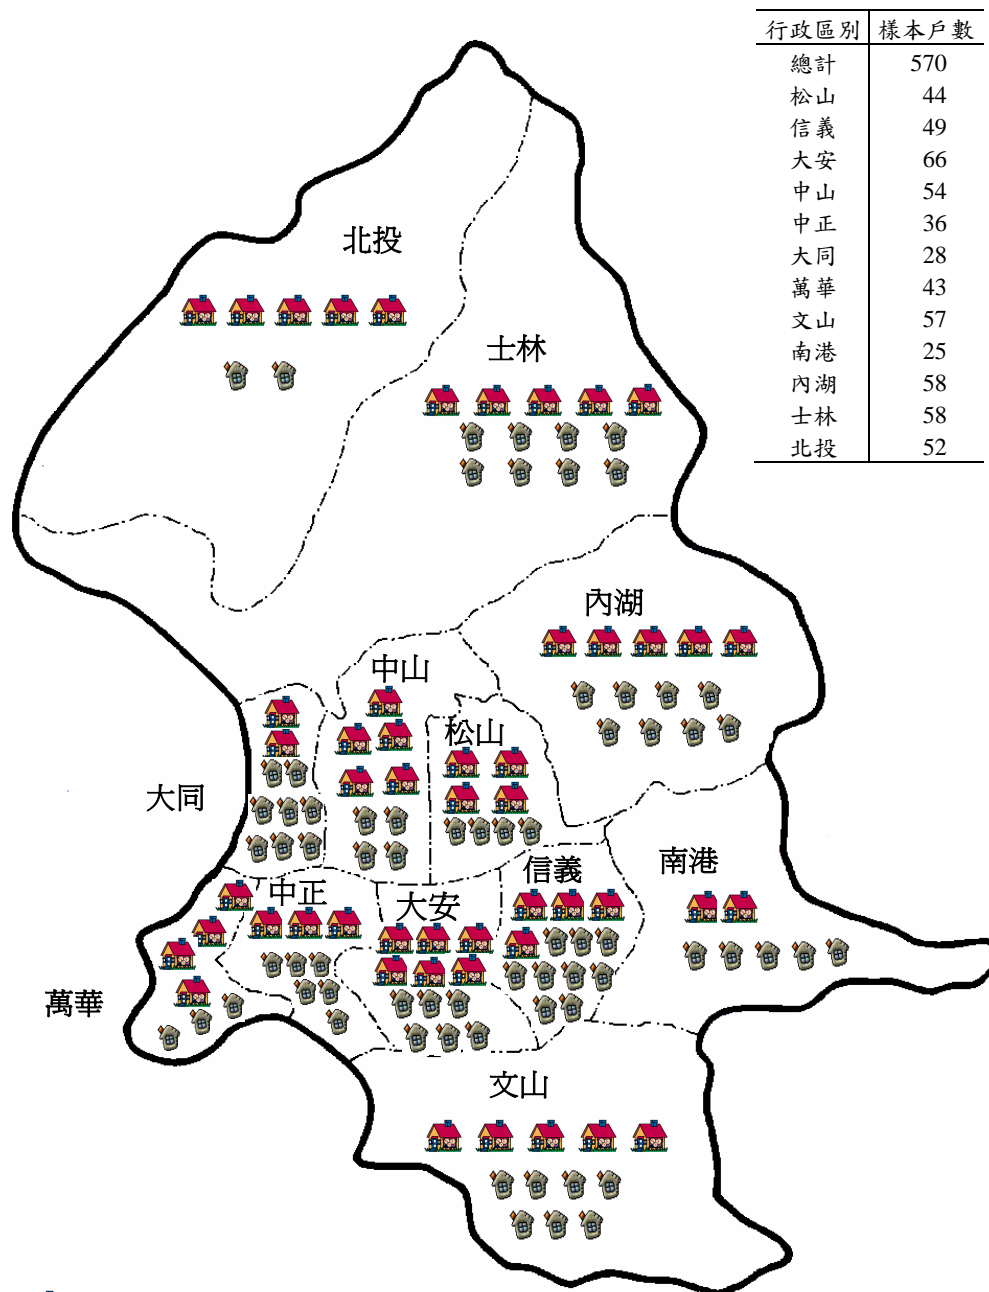 行政區別 樣本戶數
總計 570
松山 44
信義 49
大安 66
中山 54
中正 36
大同 28
萬華 43
文山 57
南港 25
內湖 58
士林 58
北投 52
北投
士林
內湖
中山
松山
大同
信義
南港
中正
大安
萬華
文山